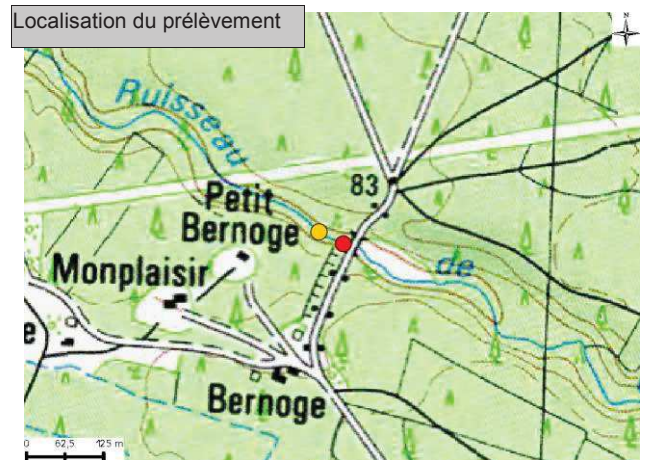 Localisation du prélèvement
N
Ruisseau
83
Petit
Bernoge
de
Monplaisir
e
Bernoge
0 62,5 125 m